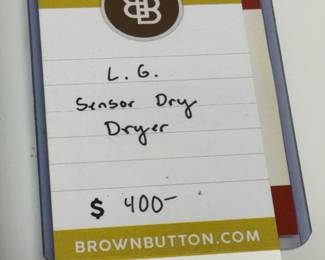 L.G.
Sensor Dry
Dryer
$ 400-
BROWNBUTTON.COM